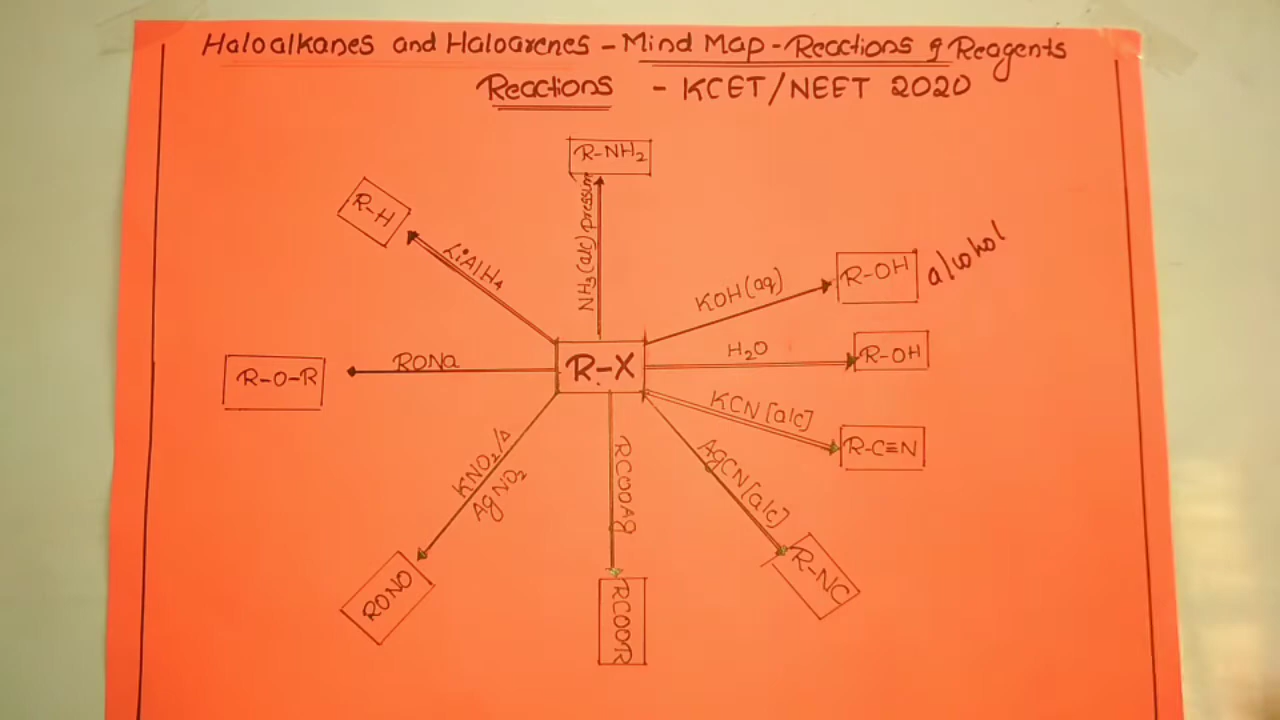 Haloalkanes and Haloarenes - Mind Map - Reactions & Reagents
Reactions - KCET/NEET 2020
R-NH₂
NH₃(alc) pressure
R-H
LiAlH₄
KOH(aq)
R-OH
alcohol
H₂O
R-OH
R-X
RONa
R-O-R
KCN[alc]
R-C≡N
AgCN[alc]
R-NC
KNO₂/Δ
AgNO₂
RONO
RCOOAg
RCOOR